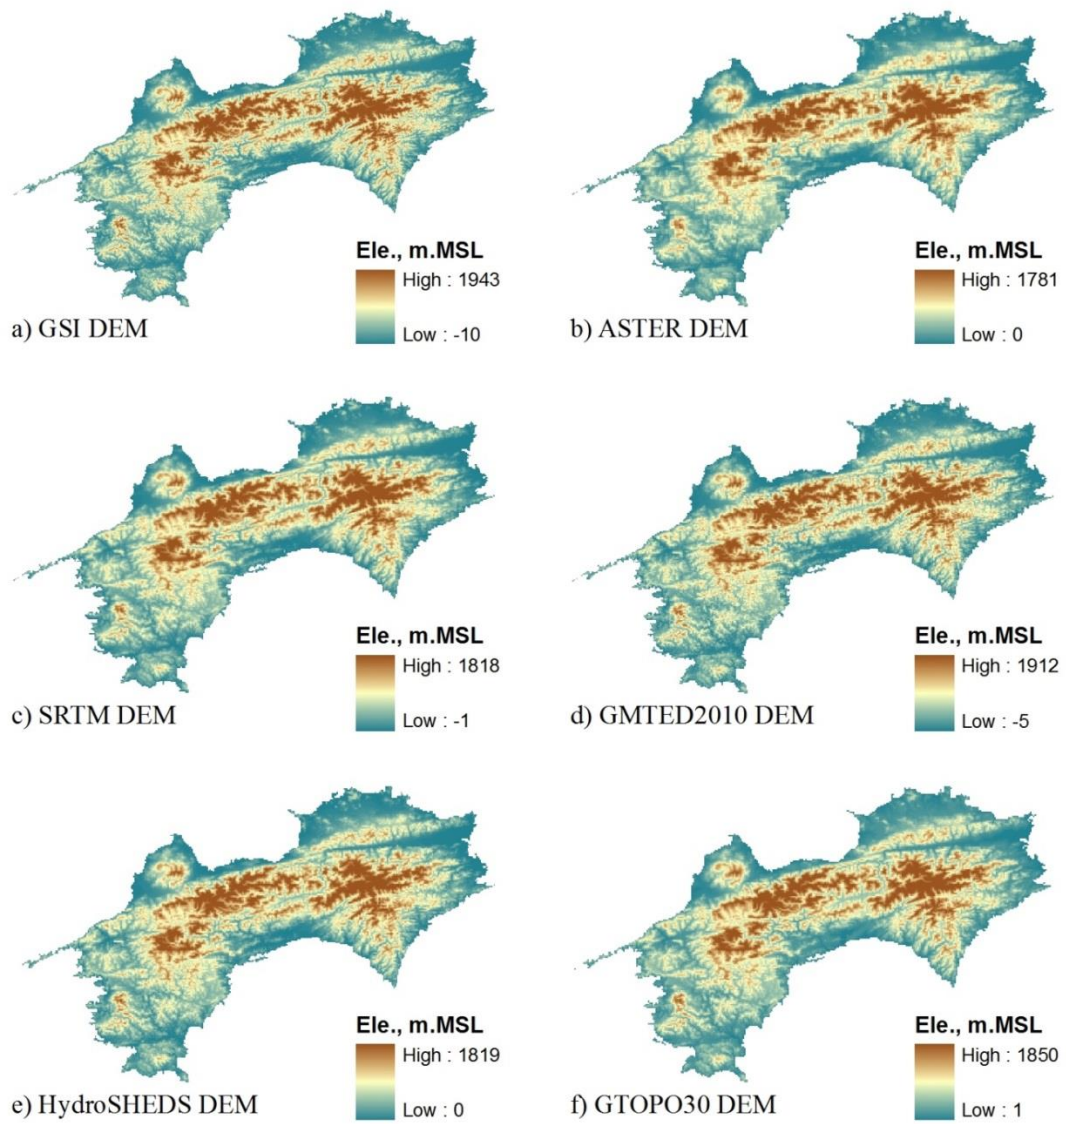 Ele., m.MSL
High : 1943
Low : -10
a) GSI DEM
Ele., m.MSL
High : 1781
Low : 0
b) ASTER DEM
Ele., m.MSL
High : 1818
Low : -1
c) SRTM DEM
Ele., m.MSL
High : 1912
Low : -5
d) GMTED2010 DEM
Ele., m.MSL
High : 1819
Low : 0
e) HydroSHEDS DEM
Ele., m.MSL
High : 1850
Low : 1
f) GTOPO30 DEM